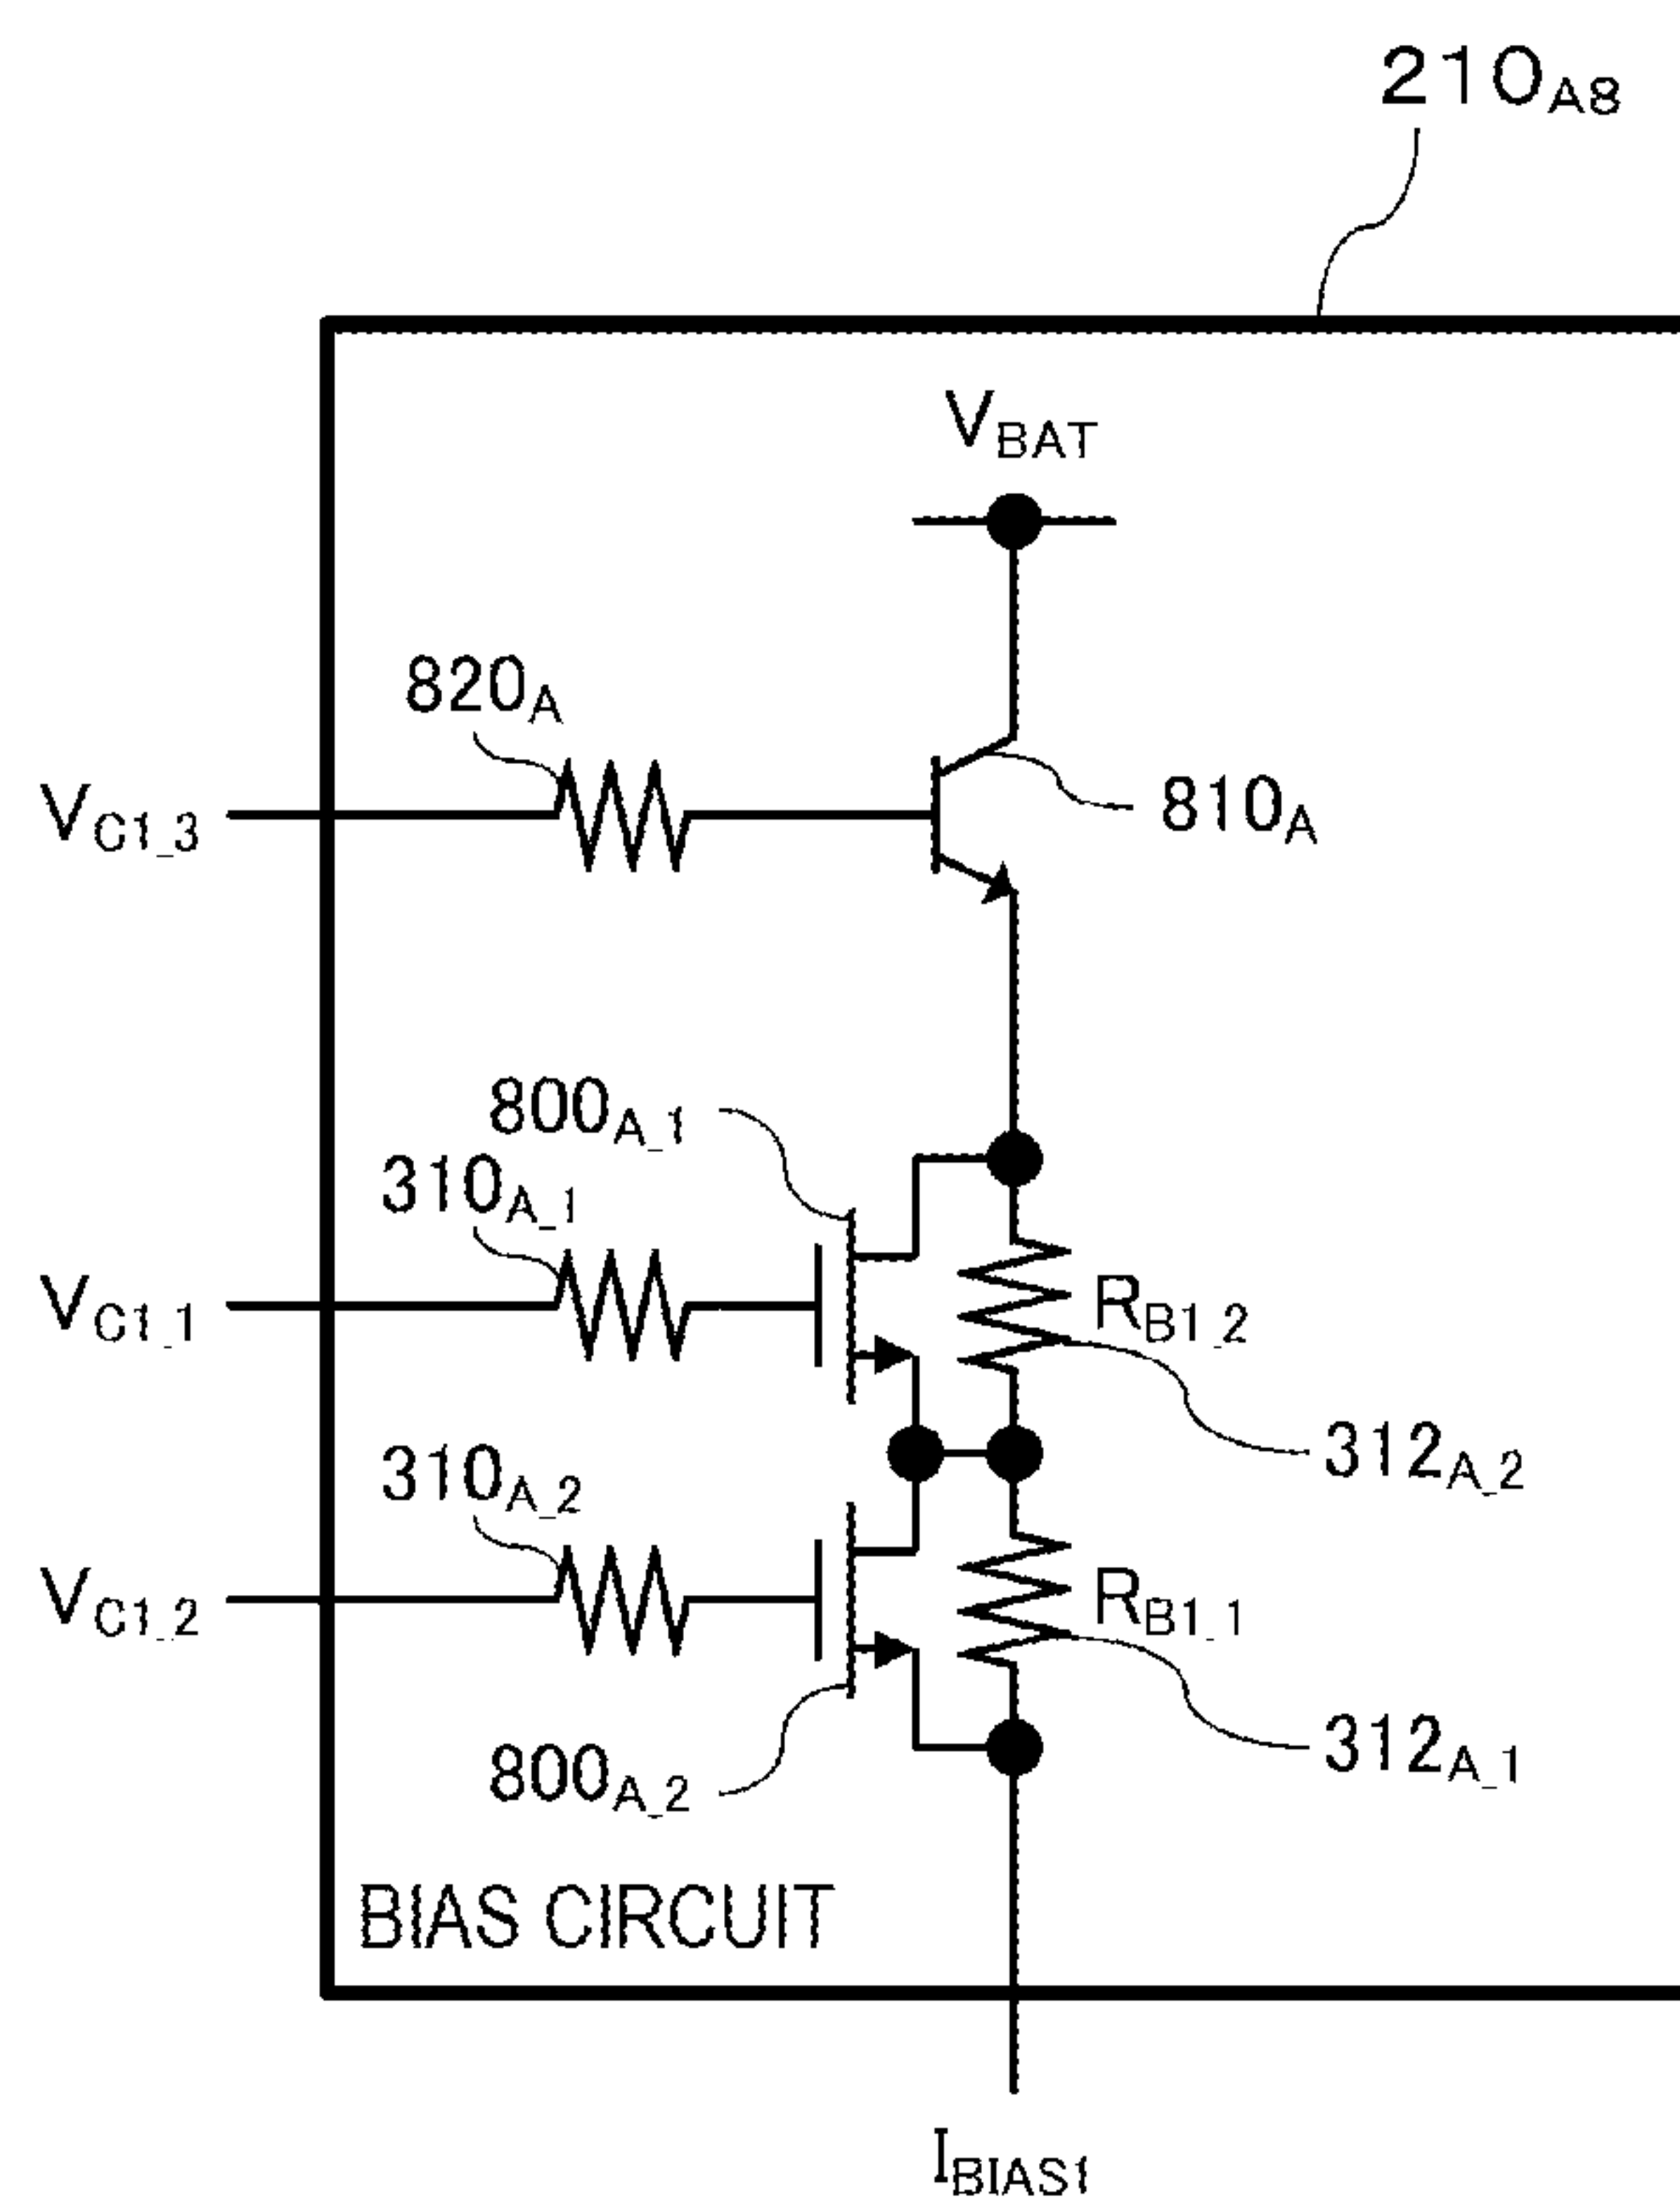 210A8
VBAT
820A
VC1_3
810A
800A_1
310A_1
VC1_1
RB1_2
310A_2
312A_2
VC1_2
RB1_1
800A_2
312A_1
BIAS CIRCUIT
IBIAS1